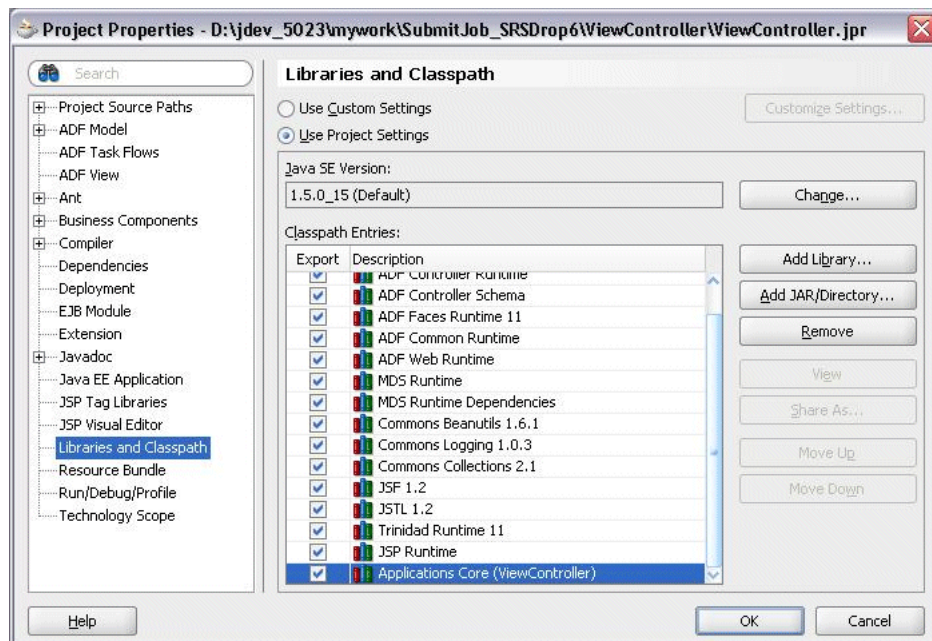 Project Properties - D:\jdev_5023\mywork\SubmitJob_SRSDrop6\ViewController\ViewController.jpr
Search
Project Source Paths
ADF Model
ADF Task Flows
ADF View
Ant
Business Components
Compiler
Dependencies
Deployment
EJB Module
Extension
Javadoc
Java EE Application
JSP Tag Libraries
JSP Visual Editor
Libraries and Classpath
Resource Bundle
Run/Debug/Profile
Technology Scope
Libraries and Classpath
Use Custom Settings
Customize Settings...
Use Project Settings
Java SE Version:
1.5.0_15 (Default)
Change...
Classpath Entries:
Export Description
ADF Controller Runtime
ADF Controller Schema
ADF Faces Runtime 11
ADF Common Runtime
ADF Web Runtime
MDS Runtime
MDS Runtime Dependencies
Commons Beanutils 1.6.1
Commons Logging 1.0.3
Commons Collections 2.1
JSF 1.2
JSTL 1.2
Trinidad Runtime 11
JSP Runtime
Applications Core (ViewController)
Add Library...
Add JAR/Directory...
Remove
View
Share As...
Move Up
Move Down
Help
OK
Cancel